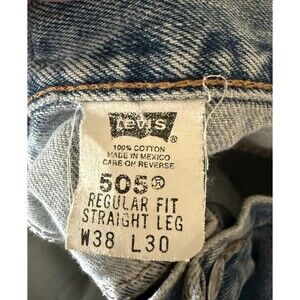 Levi's ®
100% COTTON
MADE IN MEXICO
CARE ON REVERSE
505®
REGULAR FIT
STRAIGHT LEG
W38 L30